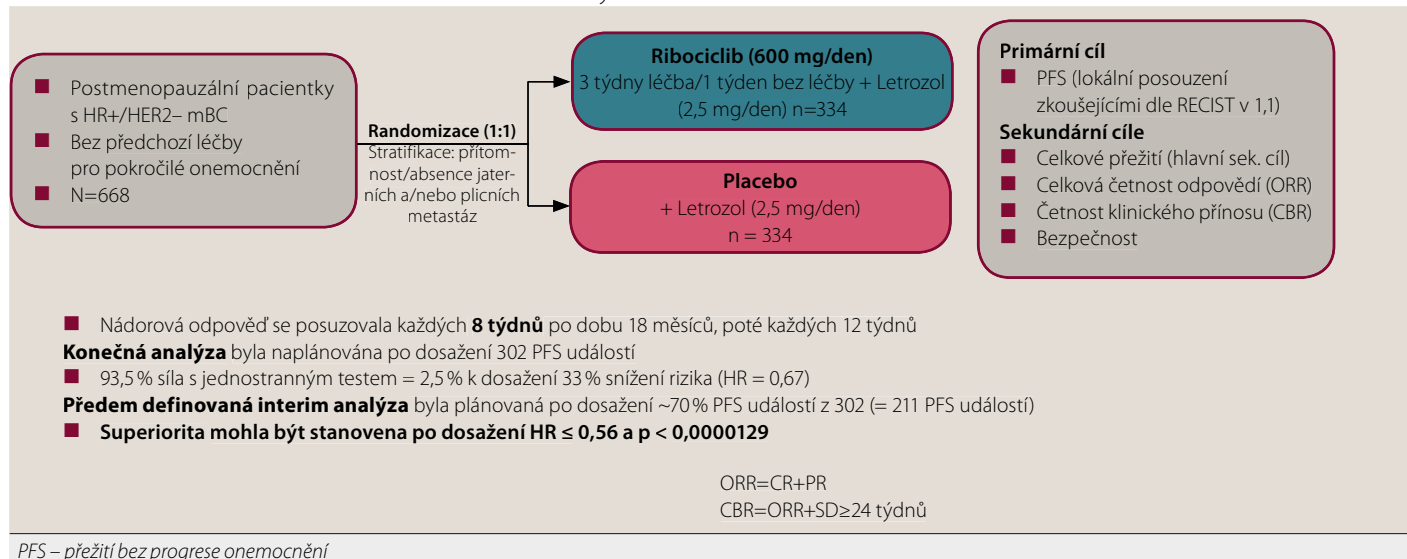 Postmenopauzální pacientky
s HR+/HER2– mBC
Bez předchozí léčby
pro pokročilé onemocnění
N=668
Randomizace (1:1)
Stratifikace: přítom-
nost/absence jater-
ních a/nebo plicních
metastáz
Ribociclib (600 mg/den)
3 týdny léčba/1 týden bez léčby + Letrozol
(2,5 mg/den) n=334
Placebo
+ Letrozol (2,5 mg/den)
n = 334
Primární cíl
PFS (lokální posouzení
zkoušejícími dle RECIST v 1,1)
Sekundární cíle
Celkové přežití (hlavní sek. cíl)
Celková četnost odpovědí (ORR)
Četnost klinického přínosu (CBR)
Bezpečnost
Nádorová odpověď se posuzovala každých 8 týdnů po dobu 18 měsíců, poté každých 12 týdnů
Konečná analýza byla naplánována po dosažení 302 PFS událostí
93,5 % síla s jednostranným testem = 2,5 % k dosažení 33 % snížení rizika (HR = 0,67)
Předem definovaná interim analýza byla plánovaná po dosažení ~70 % PFS událostí z 302 (= 211 PFS událostí)
Superiorita mohla být stanovena po dosažení HR ≤ 0,56 a p < 0,0000129
ORR=CR+PR
CBR=ORR+SD≥24 týdnů
PFS – přežití bez progrese onemocnění